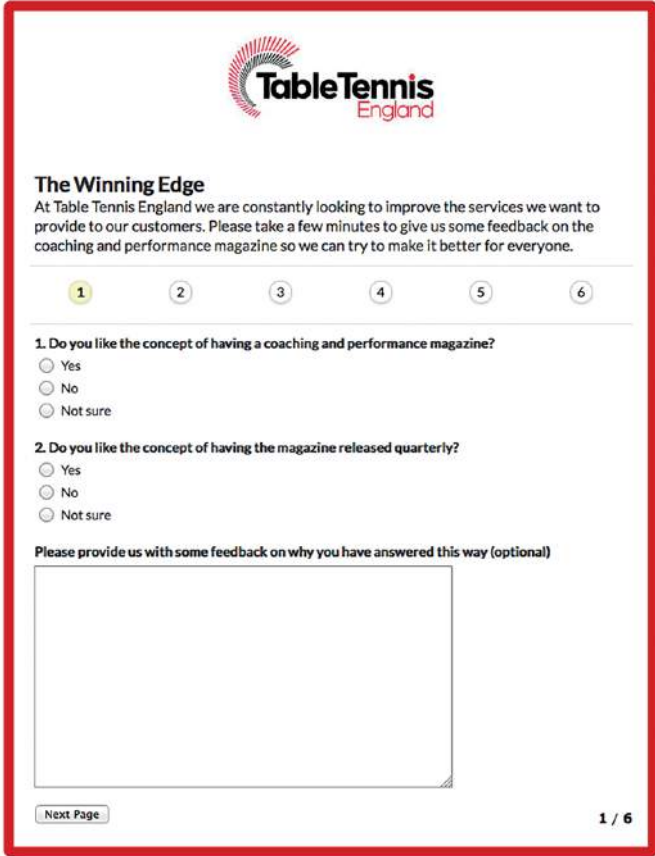 Table Tennis
England
The Winning Edge
At Table Tennis England we are constantly looking to improve the services we want to
provide to our customers. Please take a few minutes to give us some feedback on the
coaching and performance magazine so we can try to make it better for everyone.
1 2 3 4 5 6
1. Do you like the concept of having a coaching and performance magazine?
Yes
No
Not sure
2. Do you like the concept of having the magazine released quarterly?
Yes
No
Not sure
Please provide us with some feedback on why you have answered this way (optional)
Next Page
1 / 6